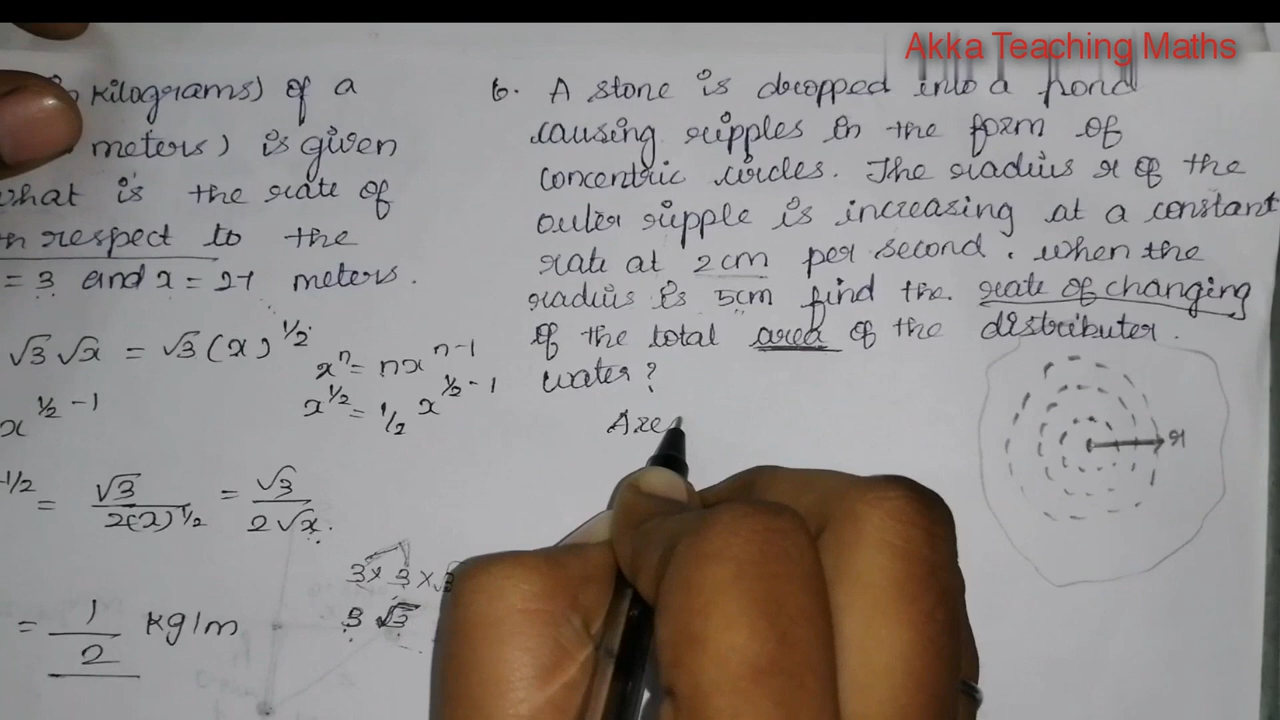 Akka Teaching Maths
kilograms) of a
meters) is given
what is the rate of
respect to the
= 3 and x = 27 meters.
√3 √x = √3 (x)^1/2
x^n = nx^n-1
x^1/2 - 1
x^1/2 = 1/2 x^1/2 - 1
-1/2 = √3 / 2(x)^1/2 = √3 / 2√x.
3 × 3 × √3
3 √3
= 1/2 kg/m
6. A stone is dropped into a pond
causing ripples in the form of
concentric circles. The radius r of the
outer ripple is increasing at a constant
rate at 2cm per second. when the
radius is 5cm find the rate of changing
of the total area of the distributer
water?
Are
r